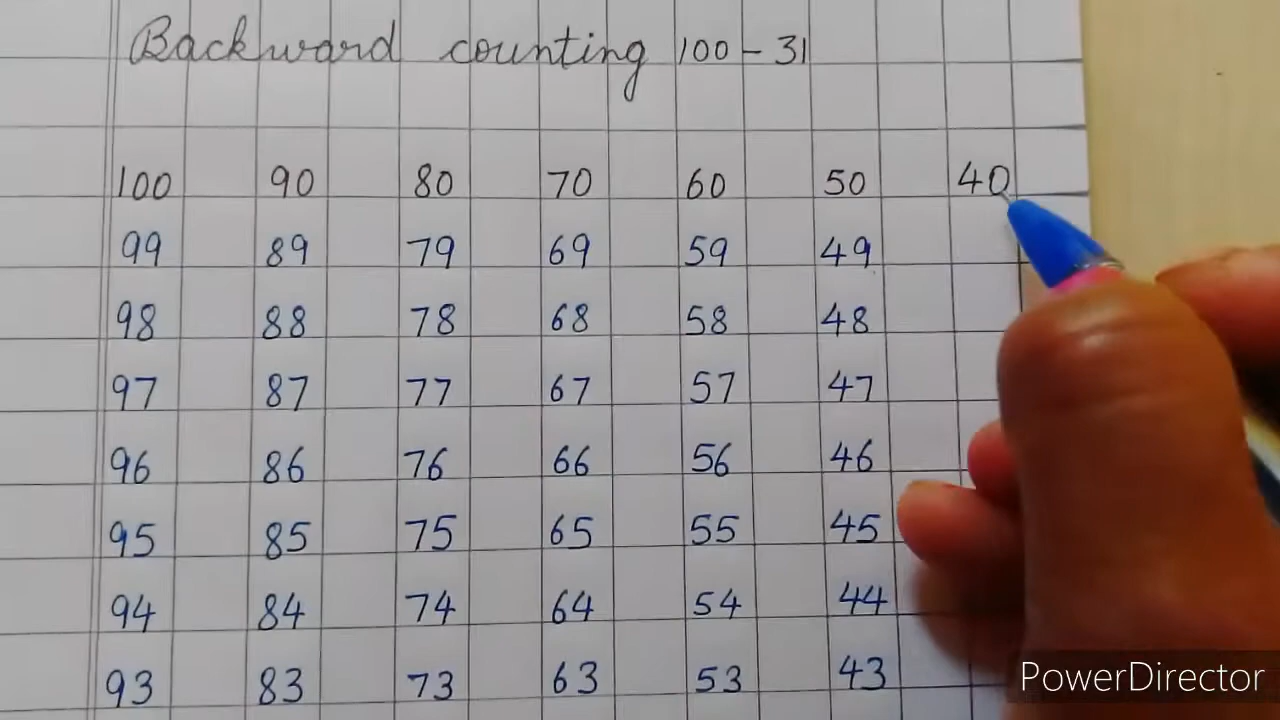 Backward counting 100 - 31
100 90 80 70 60 50 40
99 89 79 69 59 49
98 88 78 68 58 48
97 87 77 67 57 47
96 86 76 66 56 46
95 85 75 65 55 45
94 84 74 64 54 44
93 83 73 63 53 43
PowerDirector